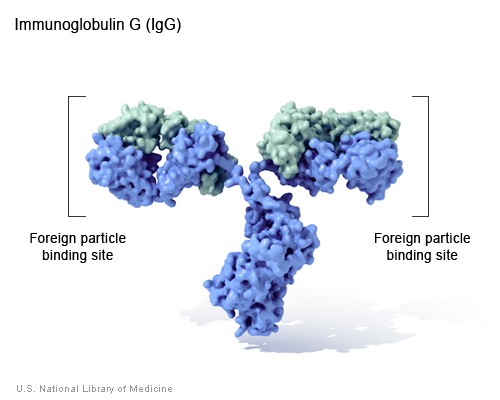 Immunoglobulin G (IgG)
Foreign particle
binding site
Foreign particle
binding site
U.S. National Library of Medicine